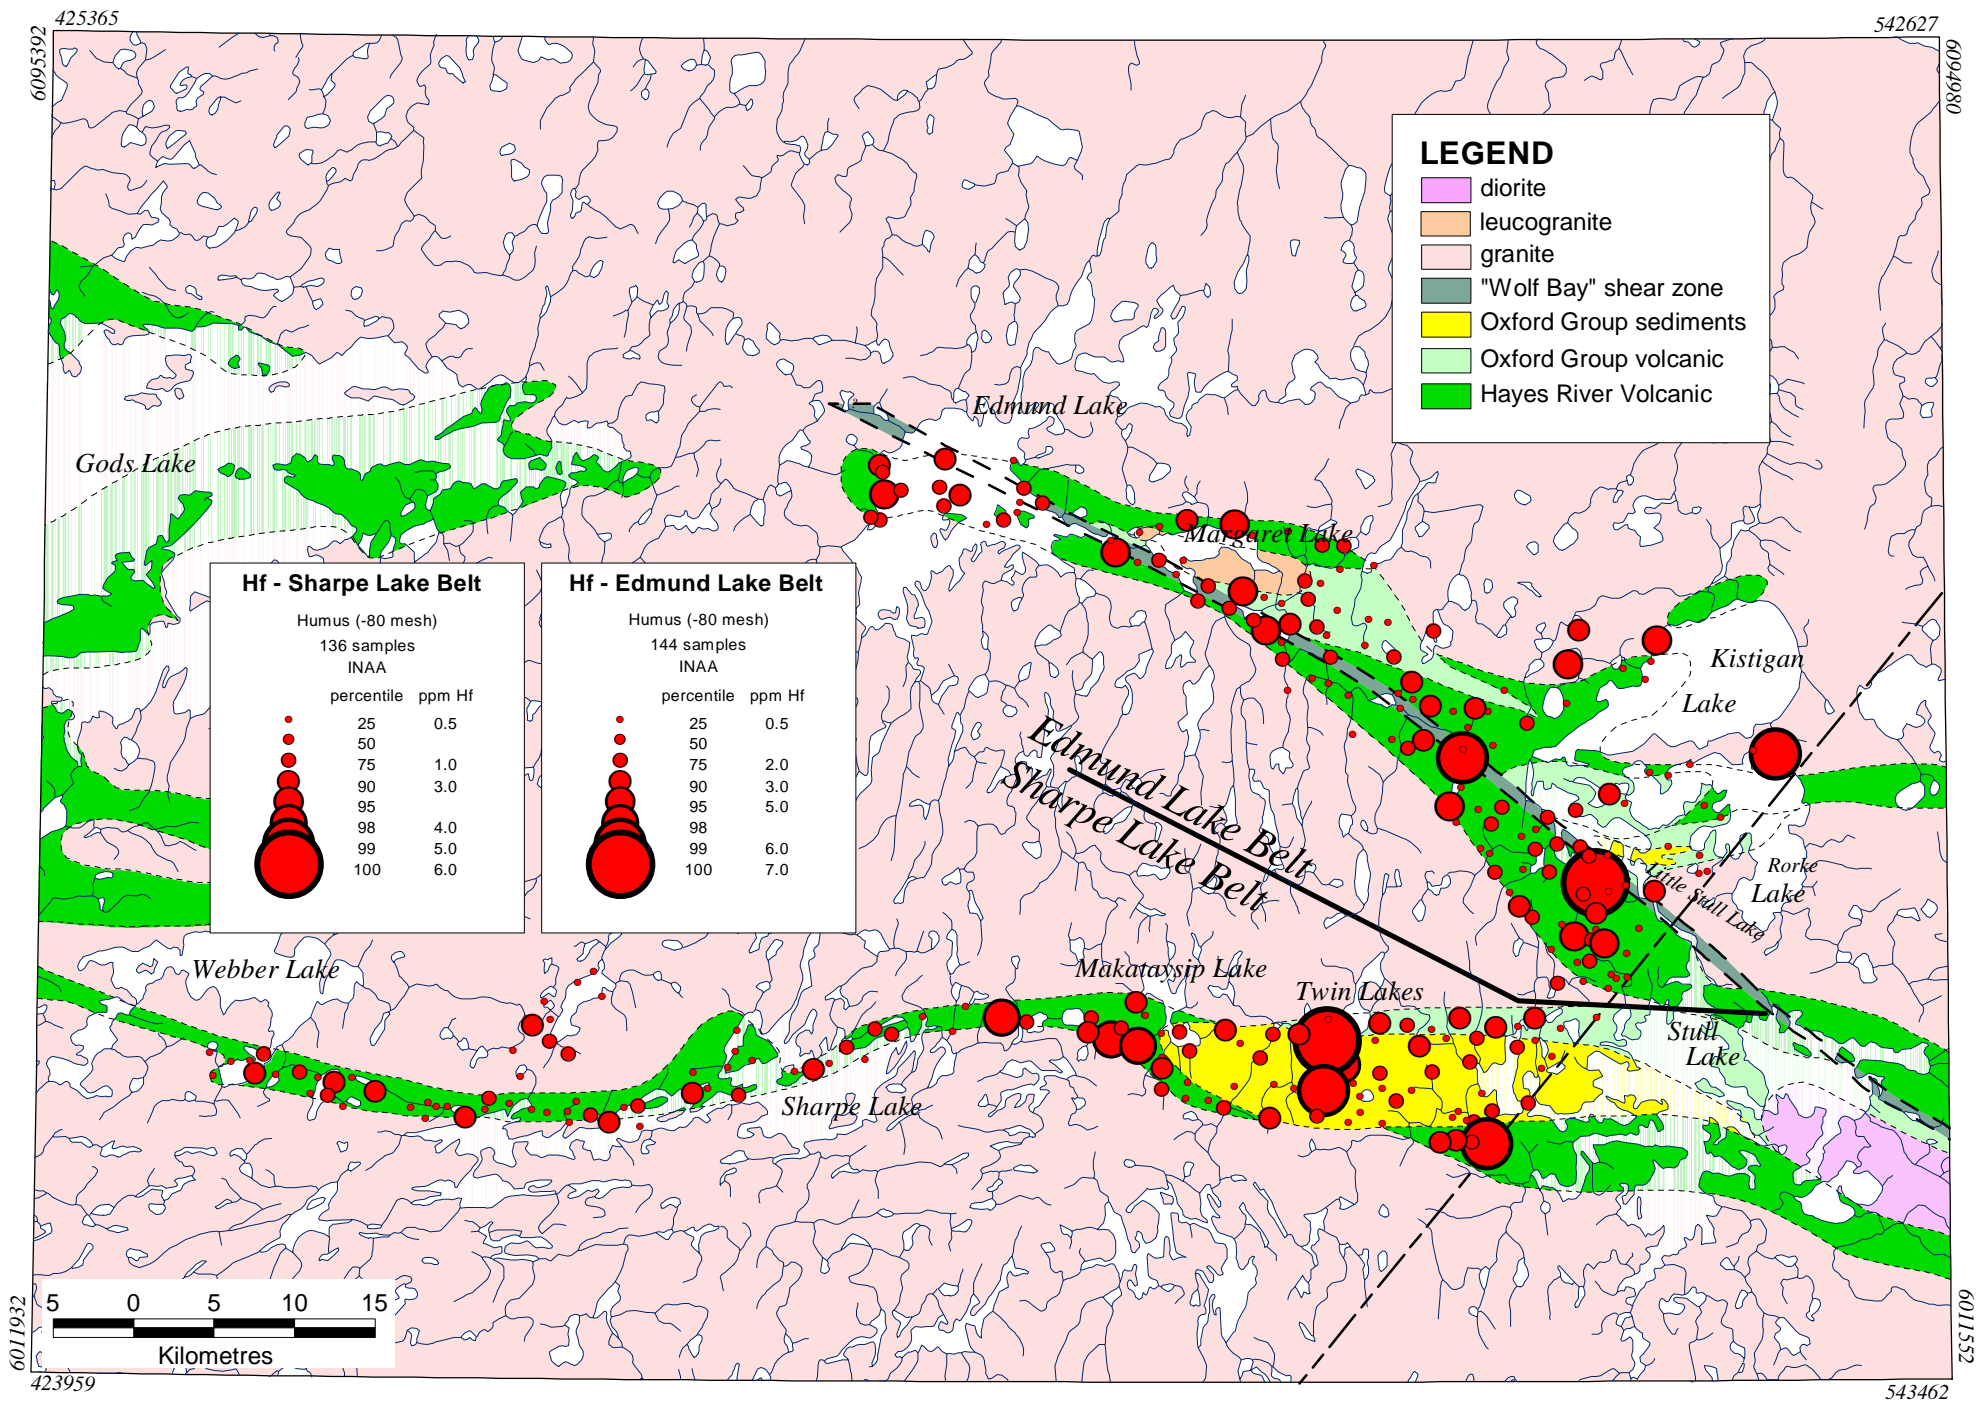 425365
542627
6095392
6094980
LEGEND
diorite
leucogranite
granite
"Wolf Bay" shear zone
Oxford Group sediments
Oxford Group volcanic
Hayes River Volcanic
Edmund Lake
Gods Lake
Margaret Lake
Hf - Sharpe Lake Belt
Humus (-80 mesh)
136 samples
INAA
percentile ppm Hf
25 0.5
50
75 1.0
90 3.0
95
98 4.0
99 5.0
100 6.0
Hf - Edmund Lake Belt
Humus (-80 mesh)
144 samples
INAA
percentile ppm Hf
25 0.5
50
75 2.0
90 3.0
95 5.0
98
99 6.0
100 7.0
Kistigan
Lake
Edmund Lake Belt
Sharpe Lake Belt
Rorke
Lake
Little Stull Lake
Webber Lake
Makataysip Lake
Twin Lakes
Stull
Lake
Sharpe Lake
5 0 5 10 15
Kilometres
6011932
6011552
423959
543462